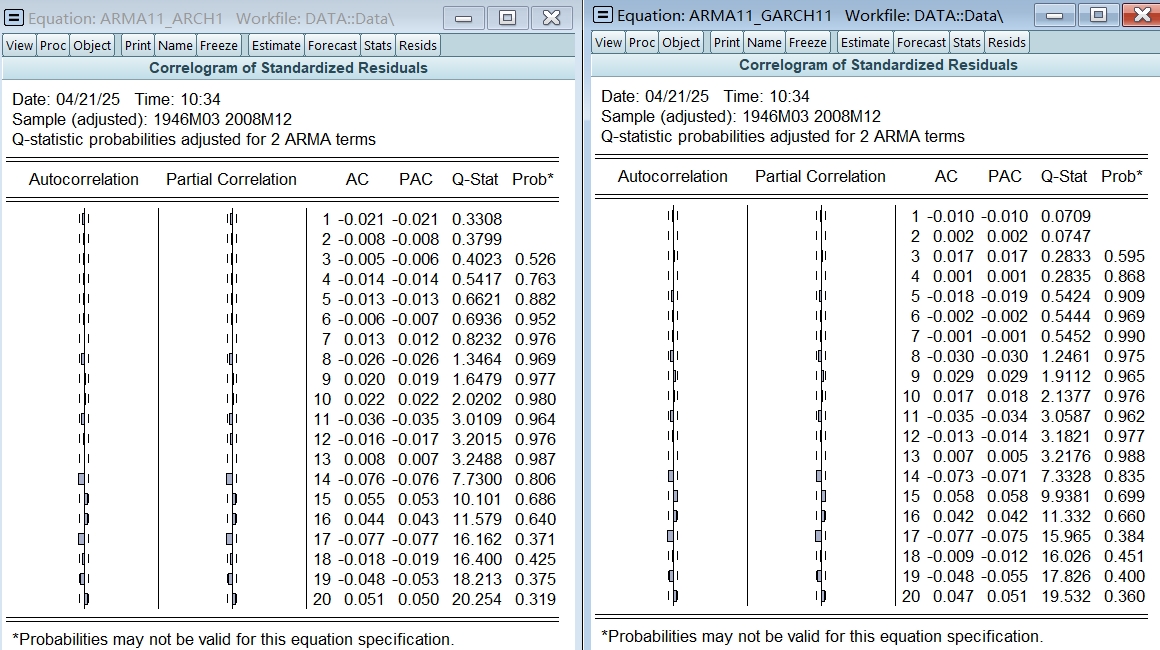 Equation: ARMA11_ARCH1 Workfile: DATA::Data\
View Proc Object Print Name Freeze Estimate Forecast Stats Resids
Correlogram of Standardized Residuals
Date: 04/21/25 Time: 10:34
Sample (adjusted): 1946M03 2008M12
Q-statistic probabilities adjusted for 2 ARMA terms
Autocorrelation Partial Correlation AC PAC Q-Stat Prob*
1 -0.021 -0.021 0.3308
2 -0.008 -0.008 0.3799
3 -0.005 -0.006 0.4023 0.526
4 -0.014 -0.014 0.5417 0.763
5 -0.013 -0.013 0.6621 0.882
6 -0.006 -0.007 0.6936 0.952
7 0.013 0.012 0.8232 0.976
8 -0.026 -0.026 1.3464 0.969
9 0.020 0.019 1.6479 0.977
10 0.022 0.022 2.0202 0.980
11 -0.036 -0.035 3.0109 0.964
12 -0.016 -0.017 3.2015 0.976
13 0.008 0.007 3.2488 0.987
14 -0.076 -0.076 7.7300 0.806
15 0.055 0.053 10.101 0.686
16 0.044 0.043 11.579 0.640
17 -0.077 -0.077 16.162 0.371
18 -0.018 -0.019 16.400 0.425
19 -0.048 -0.053 18.213 0.375
20 0.051 0.050 20.254 0.319
*Probabilities may not be valid for this equation specification.
Equation: ARMA11_GARCH11 Workfile: DATA::Data\
View Proc Object Print Name Freeze Estimate Forecast Stats Resids
Correlogram of Standardized Residuals
Date: 04/21/25 Time: 10:34
Sample (adjusted): 1946M03 2008M12
Q-statistic probabilities adjusted for 2 ARMA terms
Autocorrelation Partial Correlation AC PAC Q-Stat Prob*
1 -0.010 -0.010 0.0709
2 0.002 0.002 0.0747
3 0.017 0.017 0.2833 0.595
4 0.001 0.001 0.2835 0.868
5 -0.018 -0.019 0.5424 0.909
6 -0.002 -0.002 0.5444 0.969
7 -0.001 -0.001 0.5452 0.990
8 -0.030 -0.030 1.2461 0.975
9 0.029 0.029 1.9112 0.965
10 0.017 0.018 2.1377 0.976
11 -0.035 -0.034 3.0587 0.962
12 -0.013 -0.014 3.1821 0.977
13 0.007 0.005 3.2176 0.988
14 -0.073 -0.071 7.3328 0.835
15 0.058 0.058 9.9381 0.699
16 0.042 0.042 11.332 0.660
17 -0.077 -0.075 15.965 0.384
18 -0.009 -0.012 16.026 0.451
19 -0.048 -0.055 17.826 0.400
20 0.047 0.051 19.532 0.360
*Probabilities may not be valid for this equation specification.